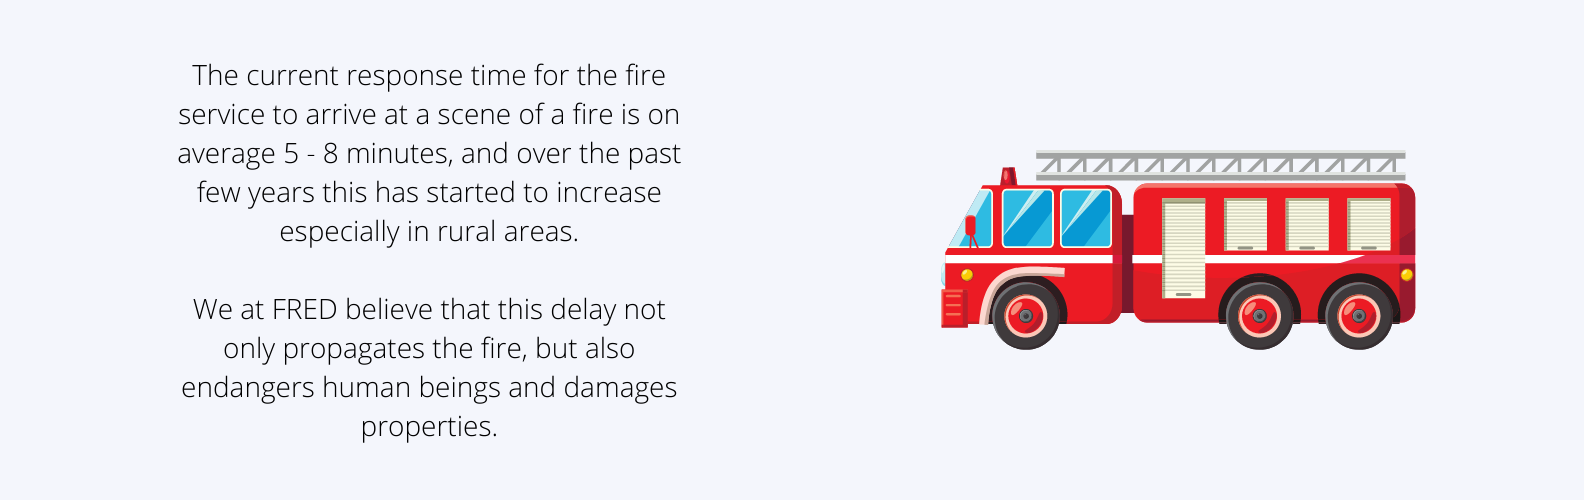 The current response time for the fire
service to arrive at a scene of a fire is on
average 5 - 8 minutes, and over the past
few years this has started to increase
especially in rural areas.
We at FRED believe that this delay not
only propagates the fire, but also
endangers human beings and damages
properties.